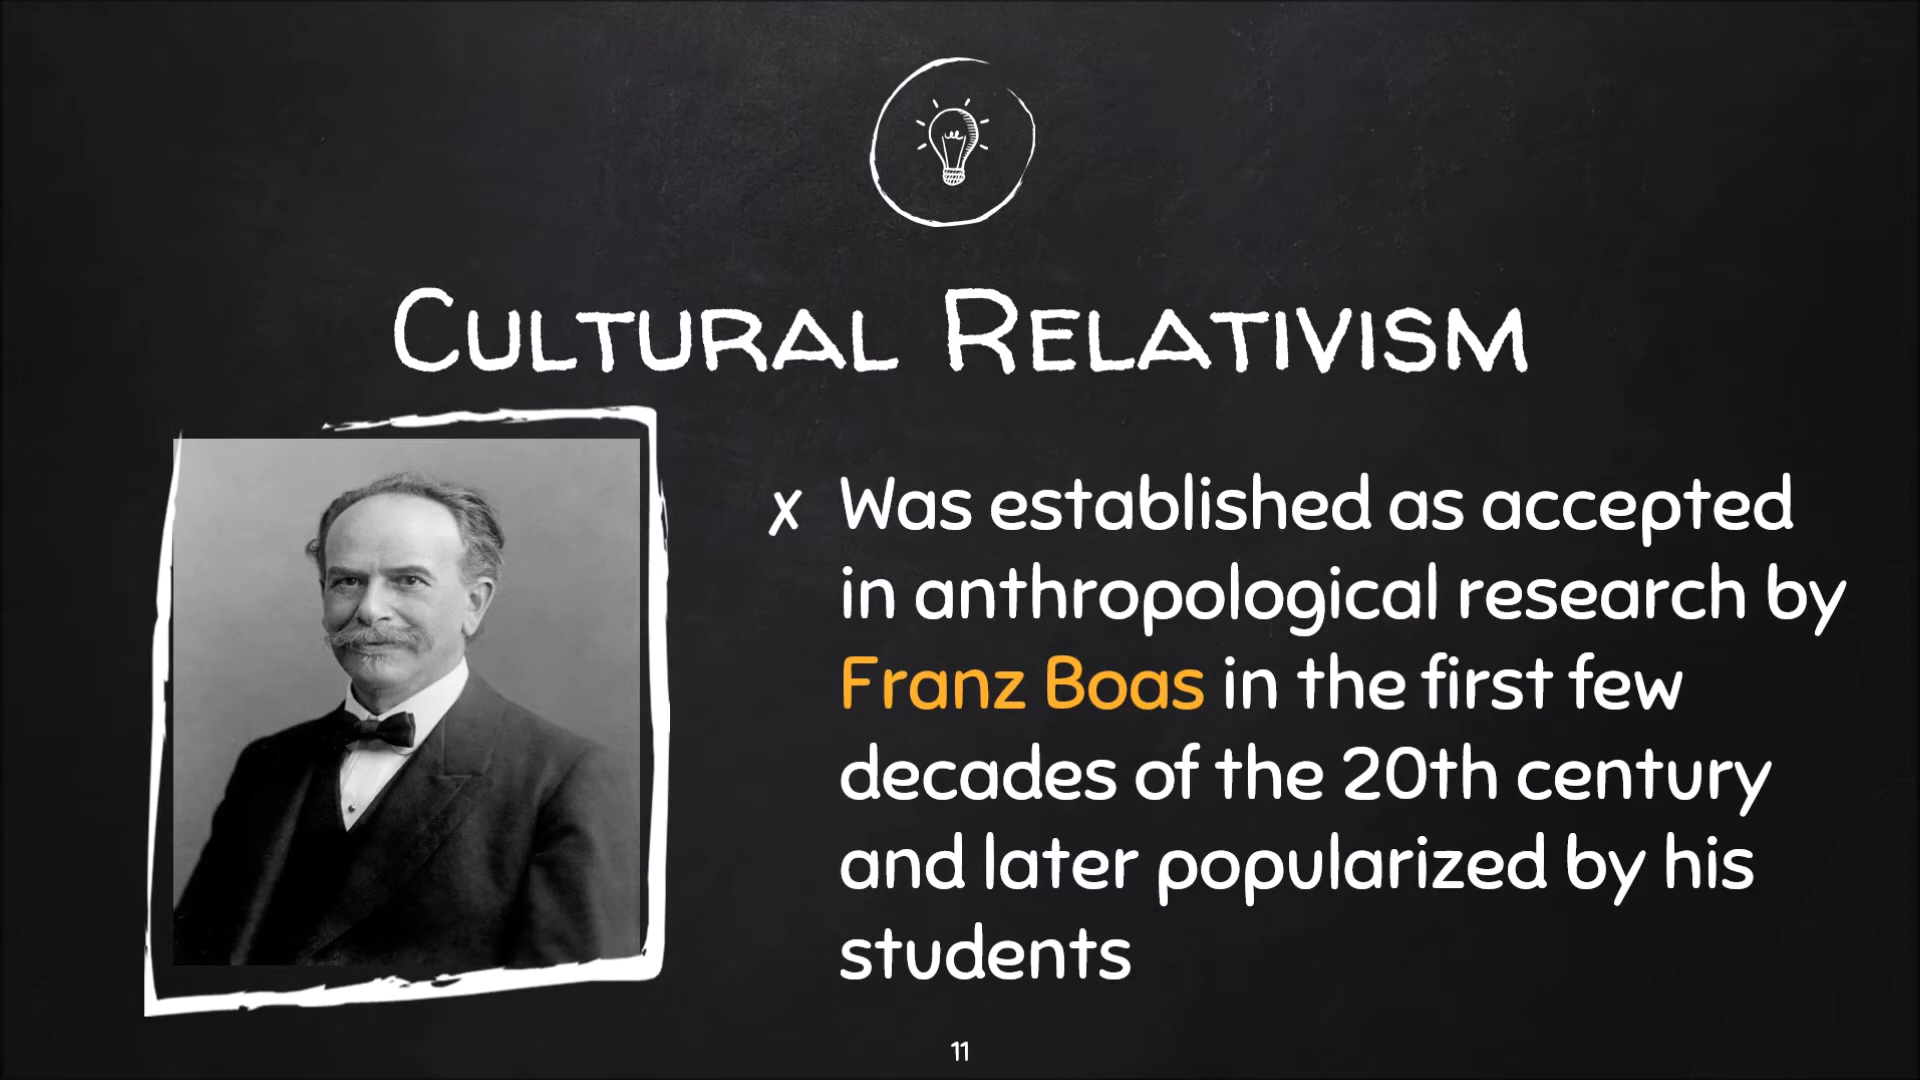 Cultural Relativism
x Was established as accepted
in anthropological research by
Franz Boas in the first few
decades of the 20th century
and later popularized by his
students
11